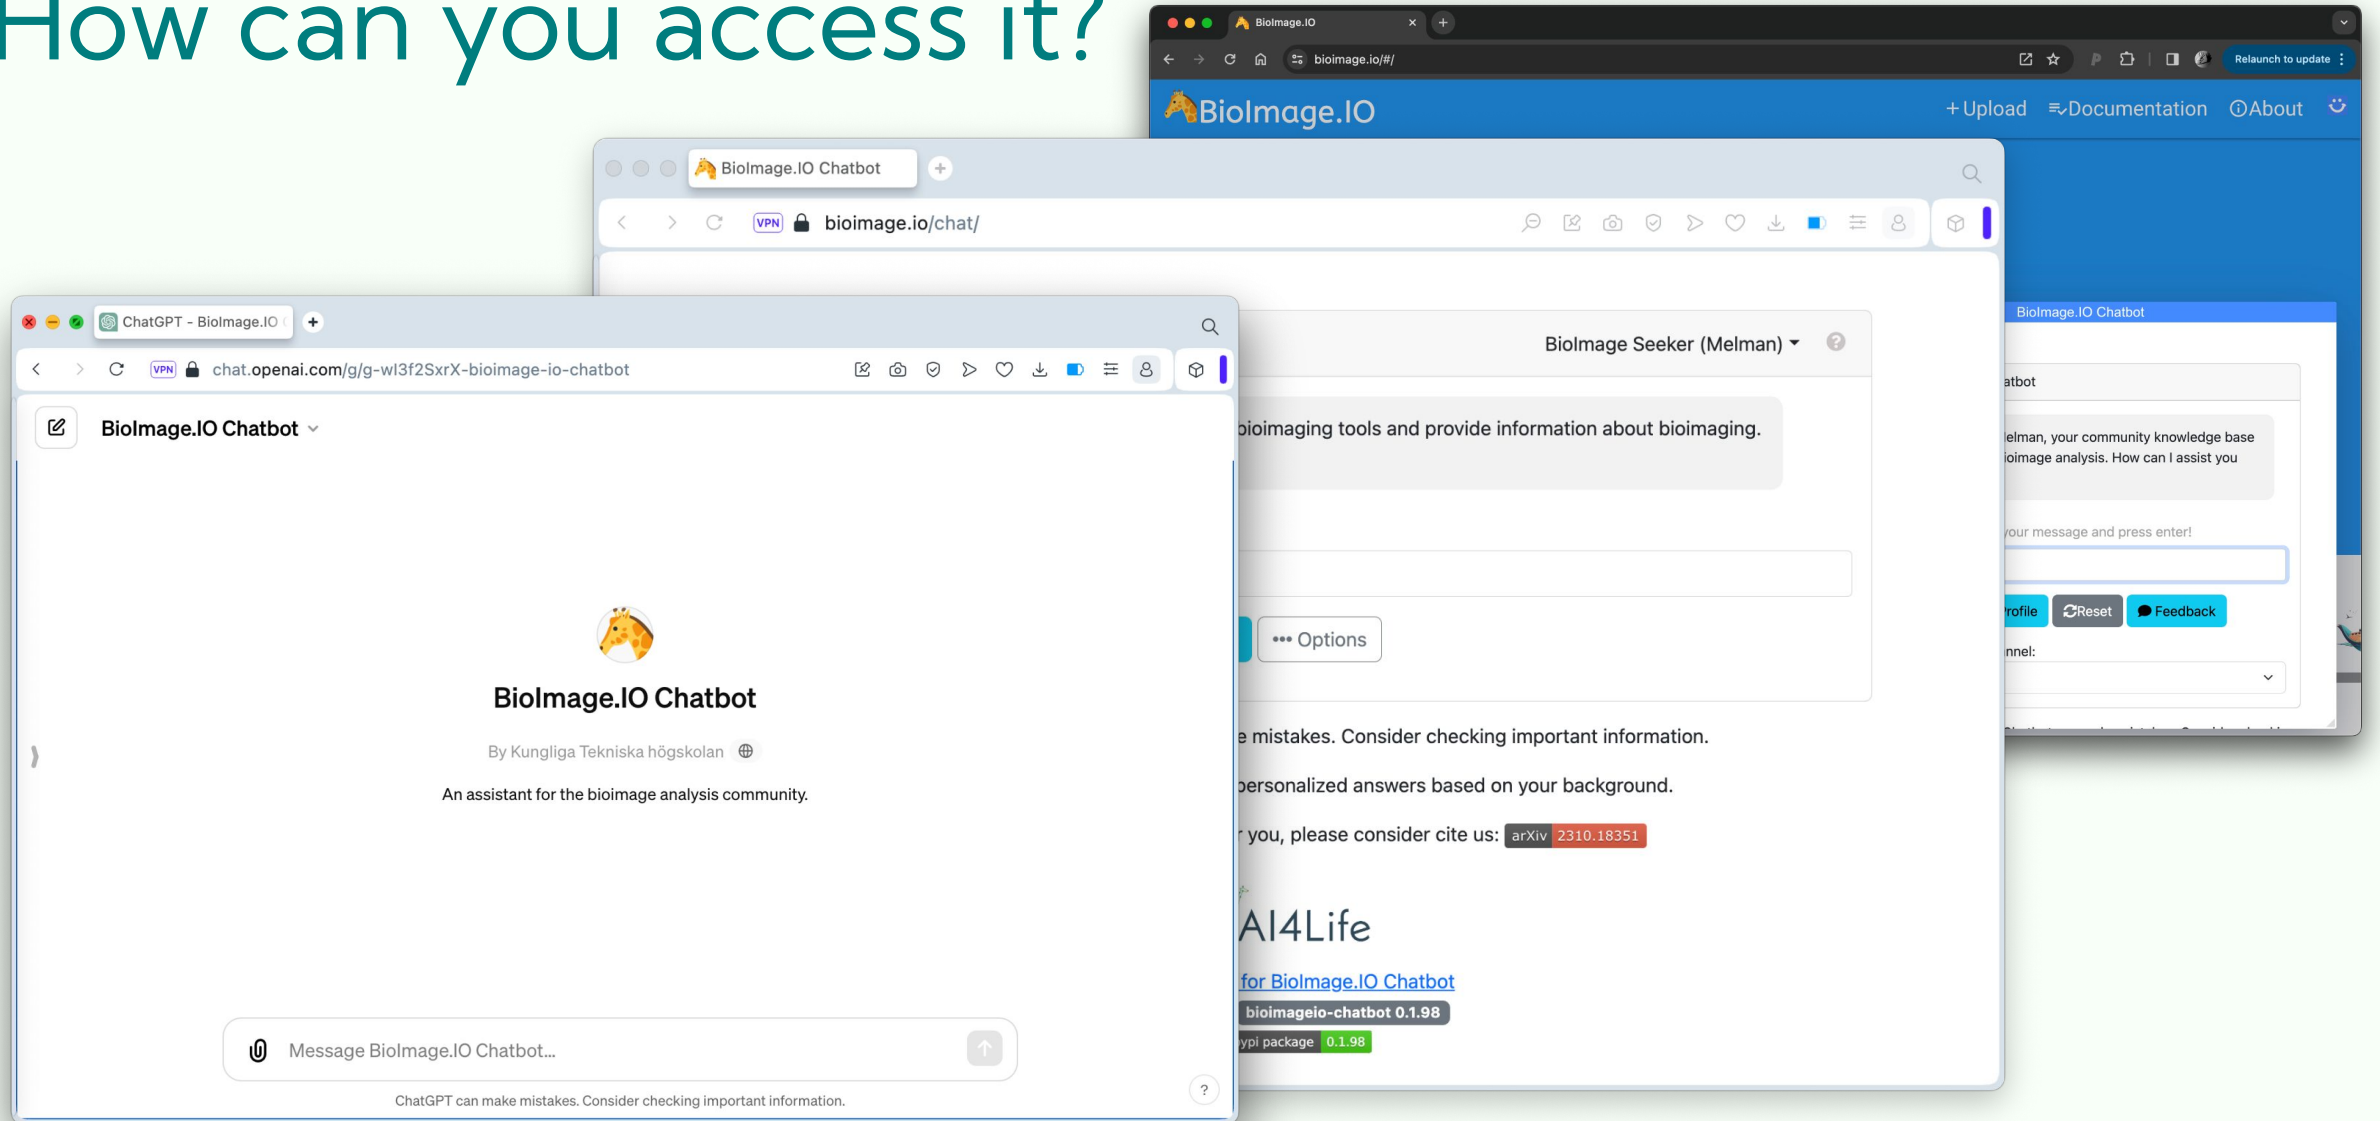 How can you access it?
BioImage.IO
bioimage.io/#/
Relaunch to update
BioImage.IO
+ Upload Documentation About
BioImage.IO Chatbot
VPN bioimage.io/chat/
BioImage.IO Chatbot
atbot
elman, your community knowledge base
ioimage analysis. How can I assist you
your message and press enter!
rofile Reset Feedback
nnel:
BioImage Seeker (Melman)
bioimaging tools and provide information about bioimaging.
••• Options
e mistakes. Consider checking important information.
personalized answers based on your background.
r you, please consider cite us: arXiv 2310.18351
AI4Life
for BioImage.IO Chatbot
bioimageio-chatbot 0.1.98
ypi package 0.1.98
ChatGPT - BioImage.IO
VPN chat.openai.com/g/g-wI3f2SxrX-bioimage-io-chatbot
BioImage.IO Chatbot
BioImage.IO Chatbot
By Kungliga Tekniska högskolan
An assistant for the bioimage analysis community.
Message BioImage.IO Chatbot...
ChatGPT can make mistakes. Consider checking important information.
?